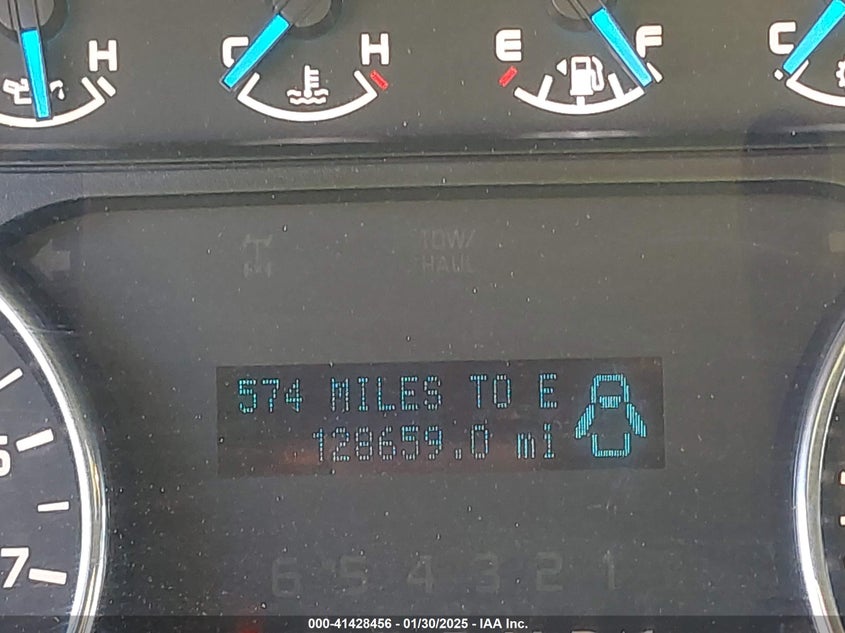 H
C H
E F
C
TOW/
HAUL
574 MILES TO E
128659.0 mi
5
7
6 5 4 3 2 1
000-41428456 - 01/30/2025 - IAA Inc.